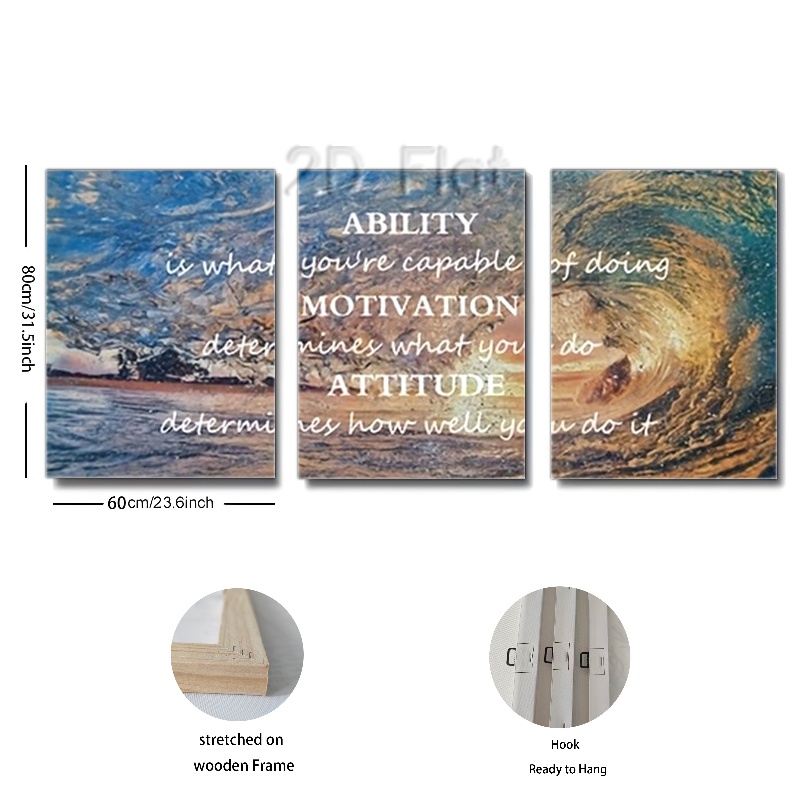 2D Flat
ABILITY
is what you're capable of doing
MOTIVATION
determines what you do
ATTITUDE
determines how well you do it
80cm/31.5inch
60cm/23.6inch
stretched on
wooden Frame
Hook
Ready to Hang